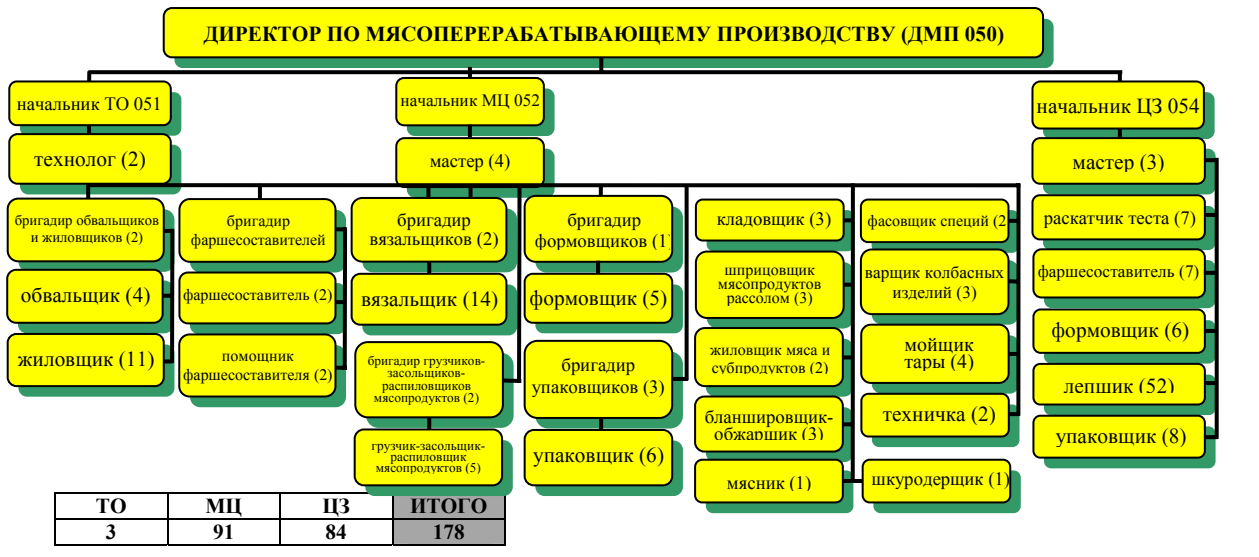 ДИРЕКТОР ПО МЯСОПЕРЕРАБАТЫВАЮЩЕМУ ПРОИЗВОДСТВУ (ДМП 050)
начальник ТО 051
технолог (2)
начальник МЦ 052
мастер (4)
начальник ЦЗ 054
мастер (3)
бригадир обвальщиков
и жиловщиков (2)
обвальщик (4)
жиловщик (11)
бригадир
фаршесоставителей
фаршесоставитель (2)
помощник
фаршесоставителя (2)
бригадир
вязальщиков (2)
вязальщик (14)
бригадир грузчиков-
засольщиков-
распиловщиков
мясопродуктов (2)
грузчик-засольщик-
распиловщик
мясопродуктов (5)
бригадир
формовщиков (1)
формовщик (5)
бригадир
упаковщиков (3)
упаковщик (6)
кладовщик (3)
шприцовщик
мясопродуктов
рассолом (3)
жиловщик мяса и
субпродуктов (2)
бланшировщик-
обжарщик (3)
мясник (1)
фасовщик специй (2
варщик колбасных
изделий (3)
мойщик
тары (4)
техничка (2)
шкуродерщик (1)
раскатчик теста (7)
фаршесоставитель (7)
формовщик (6)
лепщик (52)
упаковщик (8)
ТО МЦ ЦЗ ИТОГО
3 91 84 178